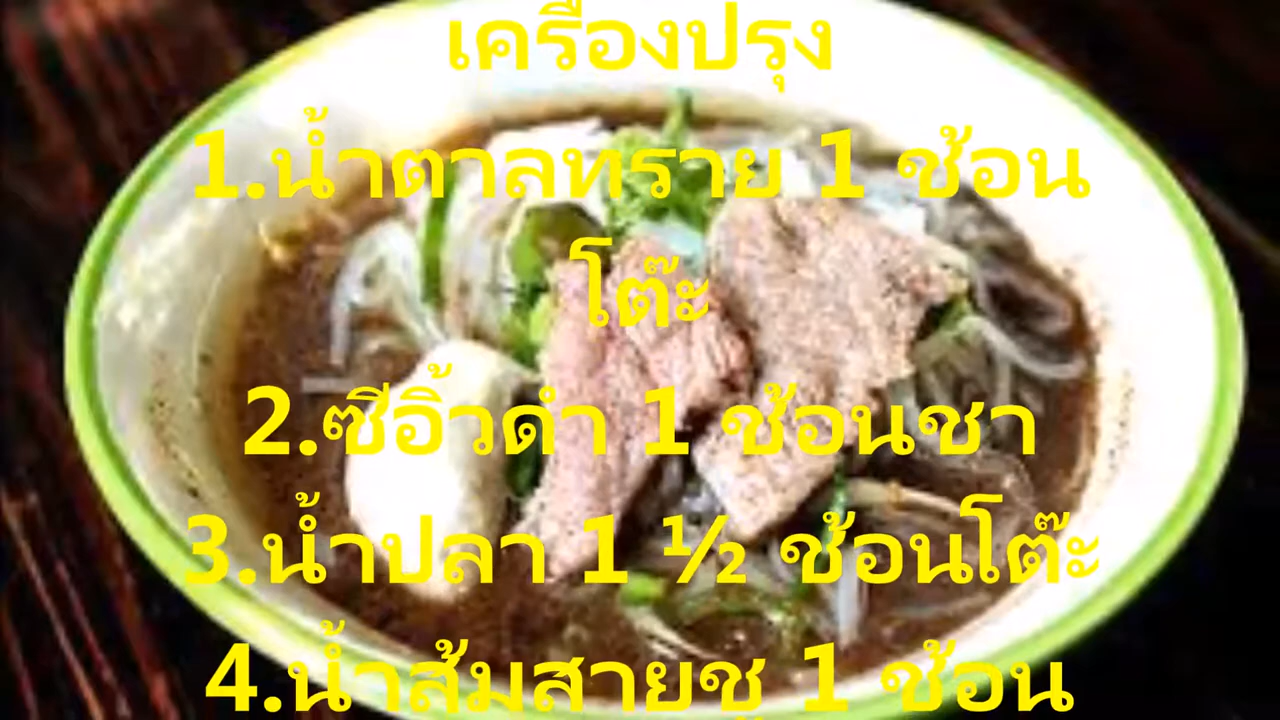 เครื่องปรุง
1.น้ำตาลทราย 1 ช้อน
โต๊ะ
2.ซีอิ้วดำ 1 ช้อนชา
3.น้ำปลา 1 ½ ช้อนโต๊ะ
4.น้ำส้มสายชู 1 ช้อน